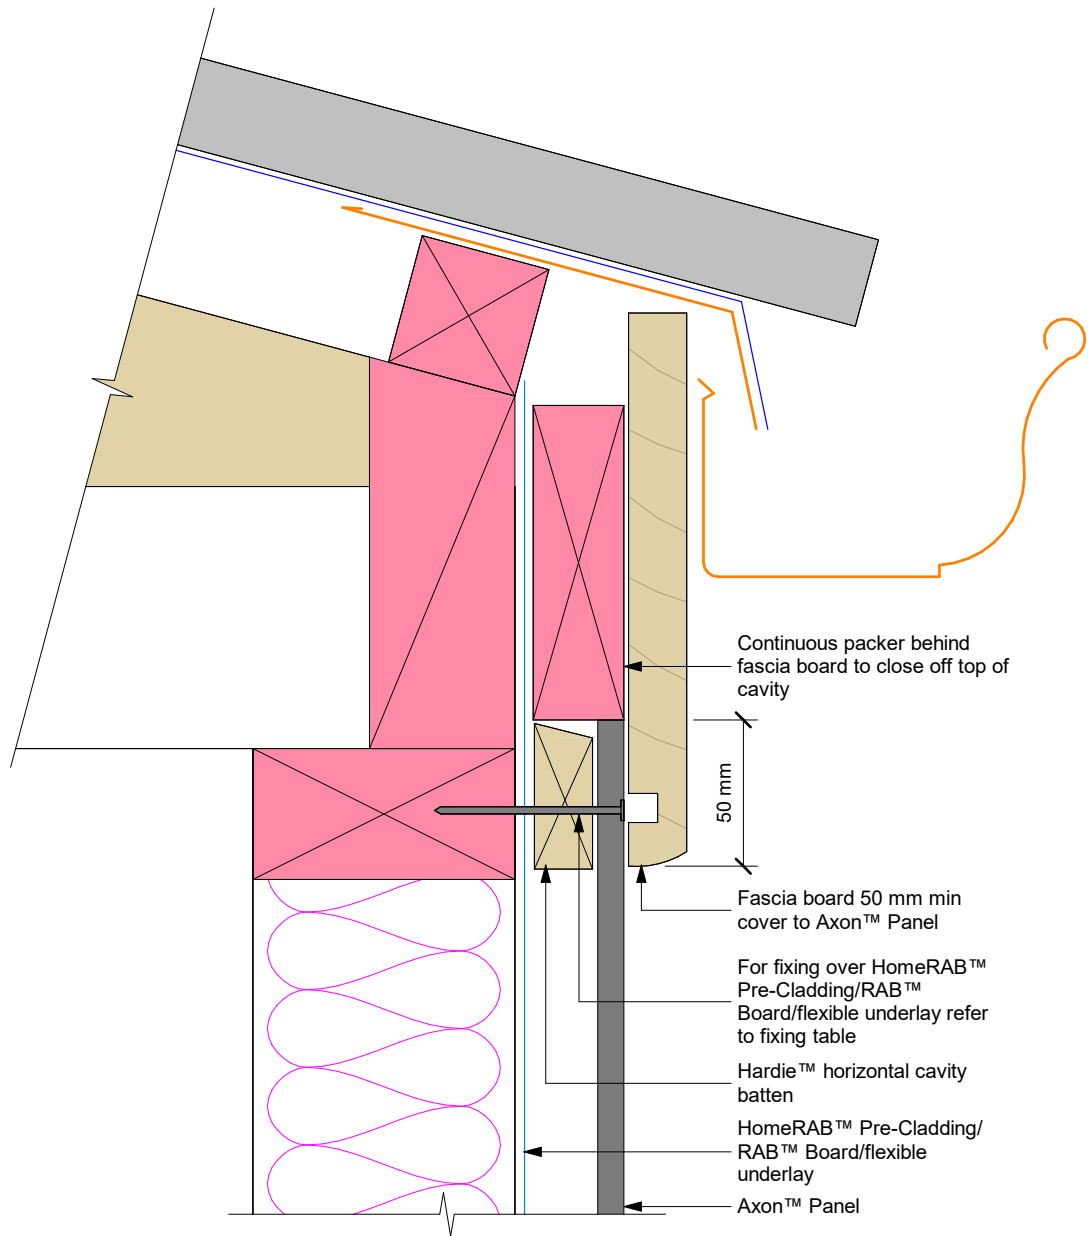 Continuous packer behind
fascia board to close off top of
cavity
50 mm
Fascia board 50 mm min
cover to Axon™ Panel
For fixing over HomeRAB™
Pre-Cladding/RAB™
Board/flexible underlay refer
to fixing table
Hardie™ horizontal cavity
batten
HomeRAB™ Pre-Cladding/
RAB™ Board/flexible
underlay
Axon™ Panel